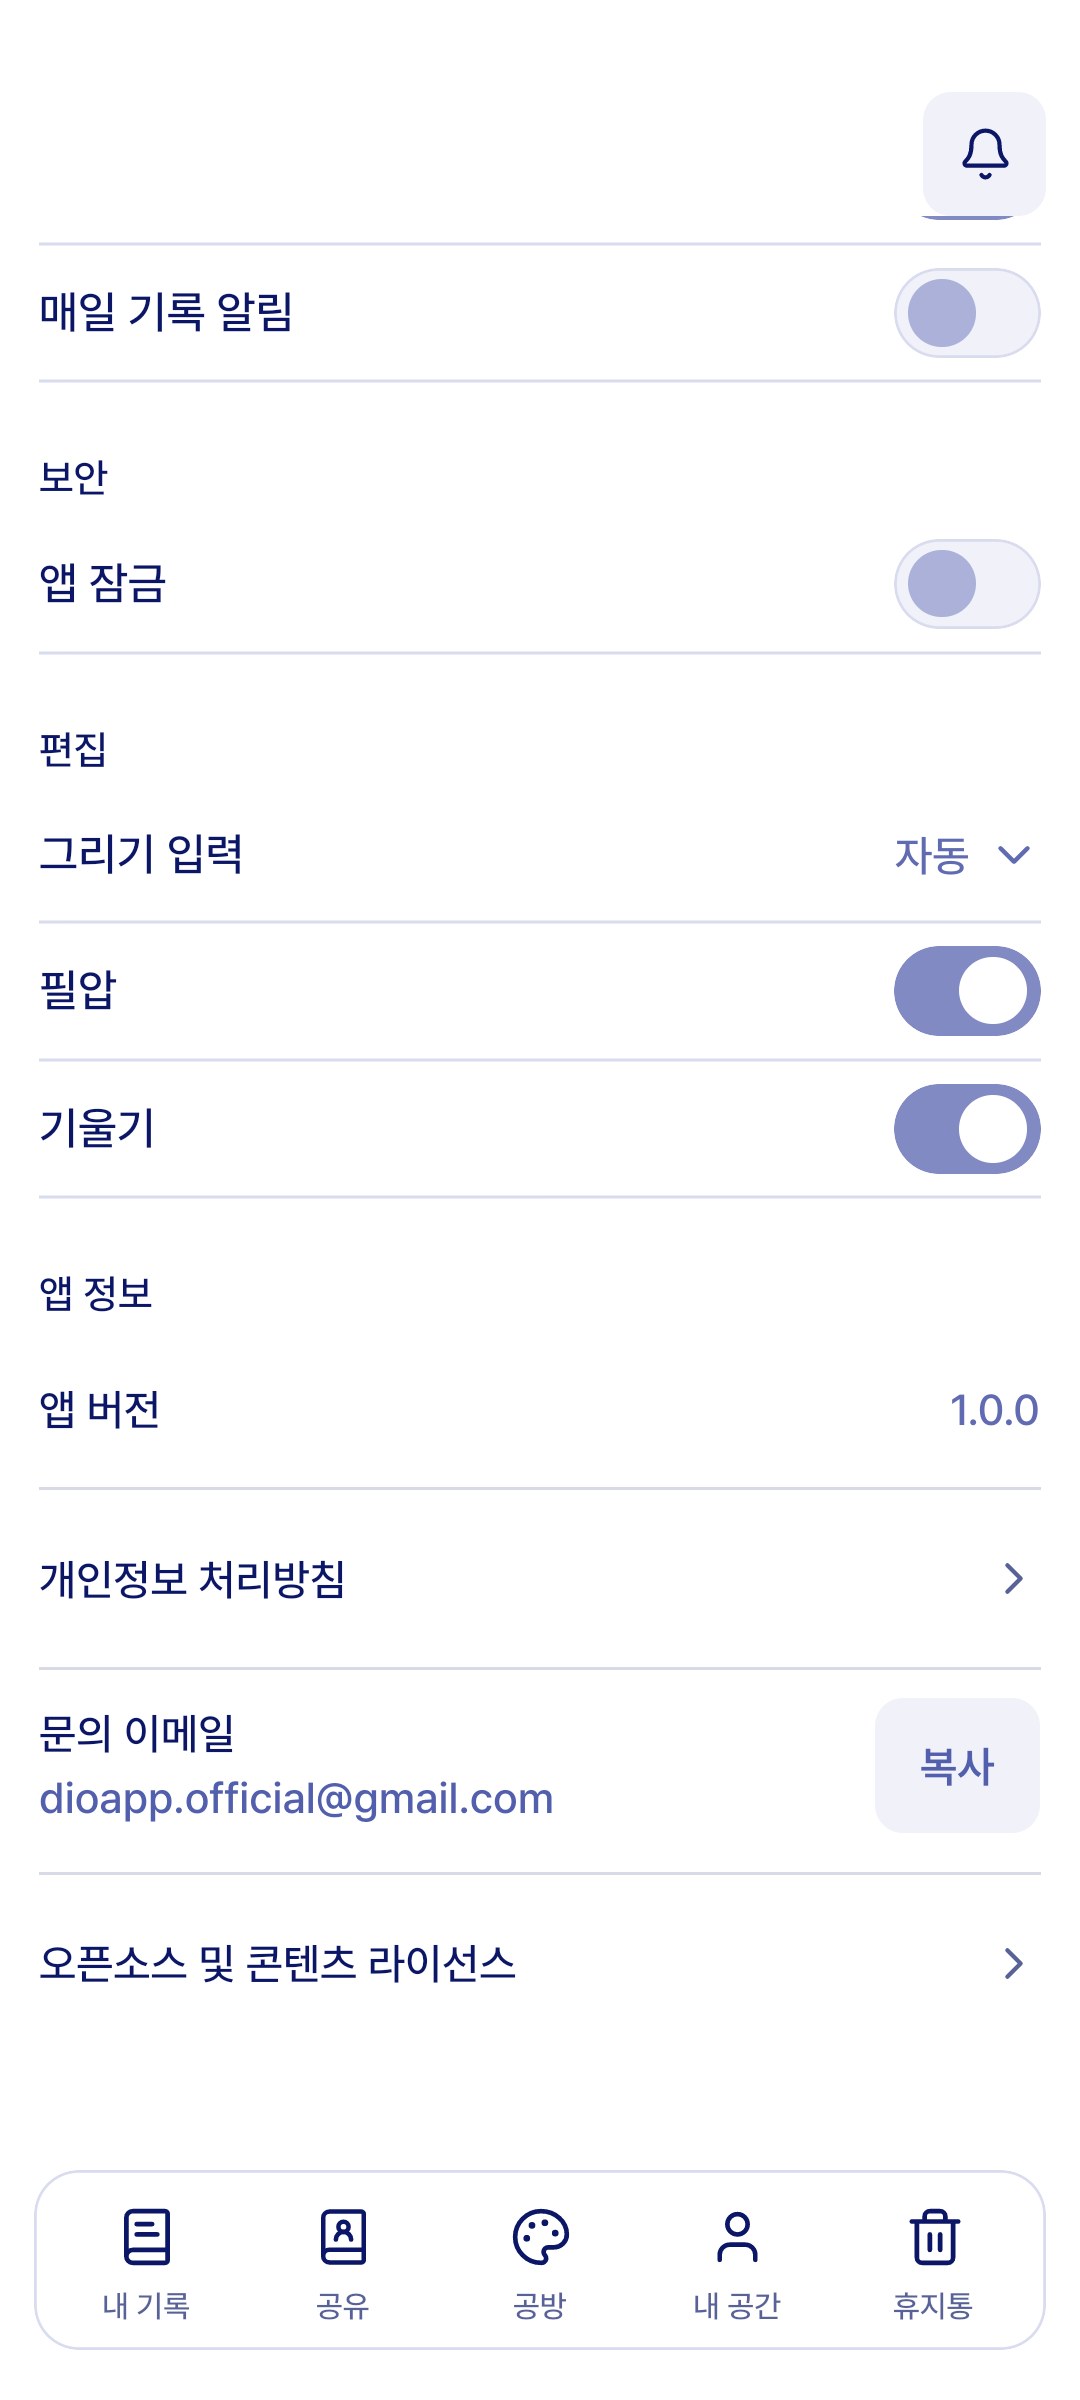 매일 기록 알림
보안
앱 잠금
편집
그리기 입력
자동
필압
기울기
앱 정보
앱 버전
1.0.0
개인정보 처리방침
문의 이메일
dioapp.official@gmail.com
복사
오픈소스 및 콘텐츠 라이선스
내 기록
공유
공방
내 공간
휴지통